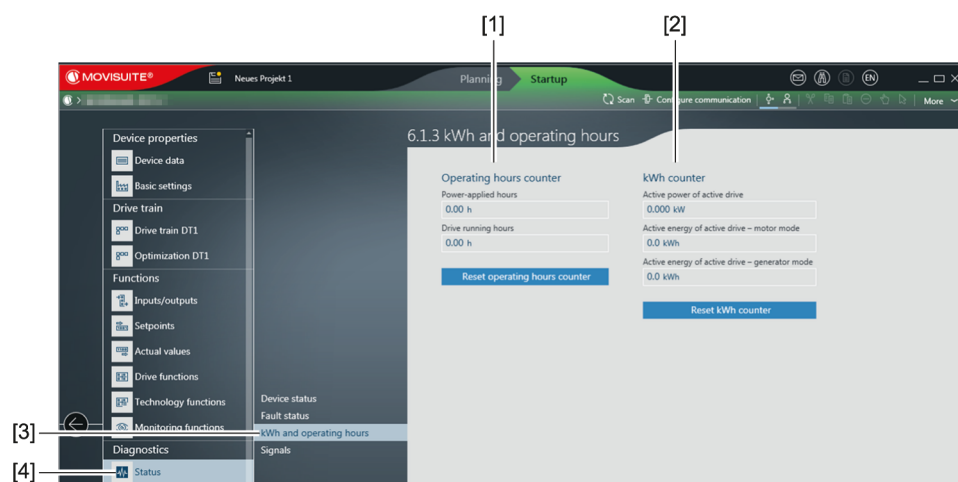 [1]
[2]
MOVISUITE®
Neues Projekt 1
Planning
Startup
EN
Scan
Configure communication
More
6.1.3 kWh and operating hours
Device properties
Device data
Basic settings
Drive train
Drive train DT1
Optimization DT1
Functions
Inputs/outputs
Setpoints
Actual values
Drive functions
Technology functions
Monitoring functions
Diagnostics
Status
Device status
Fault status
kWh and operating hours
Signals
[3]
[4]
Operating hours counter
Power-applied hours
0.00 h
Drive running hours
0.00 h
Reset operating hours counter
kWh counter
Active power of active drive
0.000 kW
Active energy of active drive – motor mode
0.0 kWh
Active energy of active drive – generator mode
0.0 kWh
Reset kWh counter